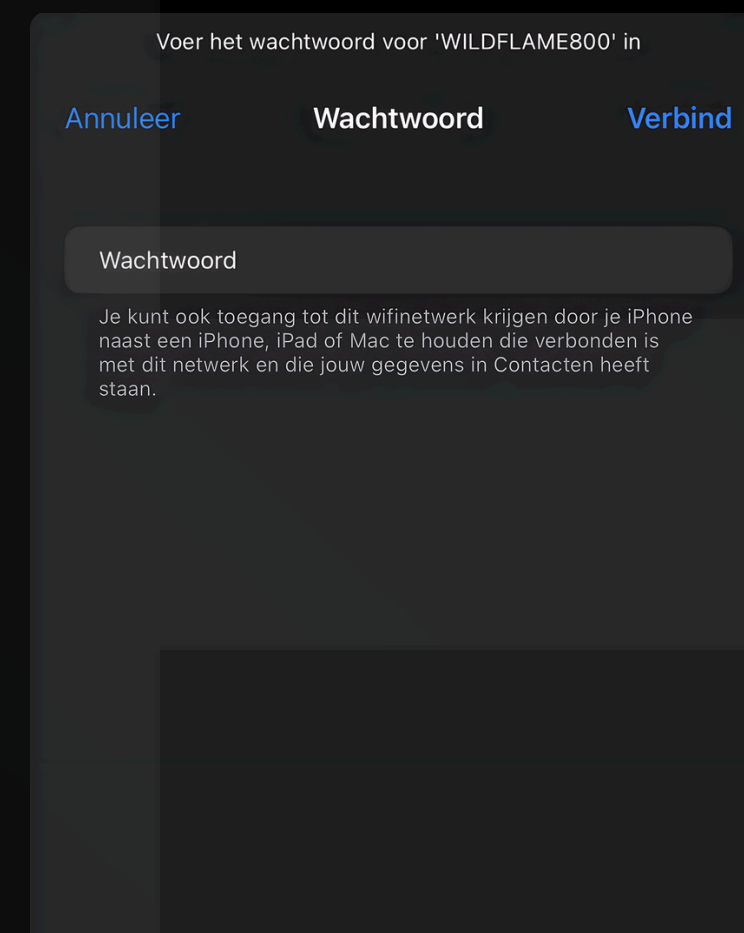 Voer het wachtwoord voor 'WILDFLAME800' in
Annuleer Wachtwoord Verbind
Wachtwoord
Je kunt ook toegang tot dit wifinetwerk krijgen door je iPhone
naast een iPhone, iPad of Mac te houden die verbonden is
met dit netwerk en die jouw gegevens in Contacten heeft
staan.